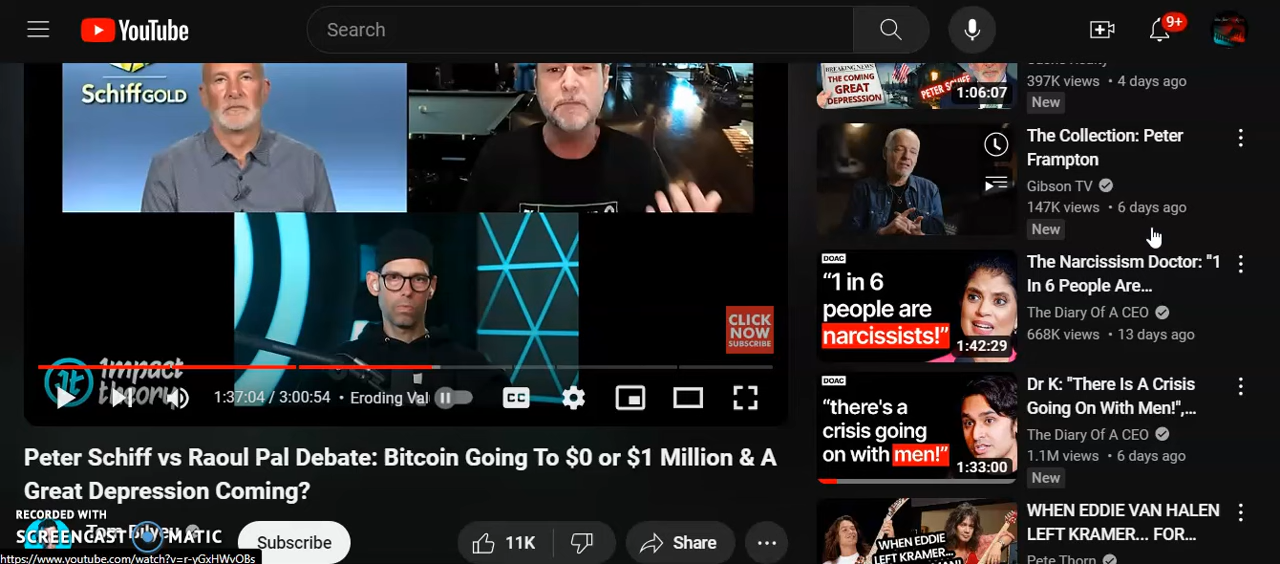 YouTube
Search
9+
SCHIFFGOLD
CLICK
NOW
SUBSCRIBE
1mpact
theory
1:37:04 / 3:00:54 • Eroding Val
CC
Peter Schiff vs Raoul Pal Debate: Bitcoin Going To $0 or $1 Million & A
Great Depression Coming?
RECORDED WITH
SCREENCAST MATIC
Tom Bilyeu
Subscribe
11K
Share
https://www.youtube.com/watch?v=r-yGxHWvOBs
BREAKING NEWS
THE COMING
GREAT
DEPRESSSION
PETER SCHIFF
1:06:07
397K views • 4 days ago
New
The Collection: Peter
Frampton
Gibson TV
147K views • 6 days ago
New
DOAC
“1 in 6
people are
narcissists!”
1:42:29
The Narcissism Doctor: "1
In 6 People Are...
The Diary Of A CEO
668K views • 13 days ago
DOAC
“there's a
crisis going
on with men!”
1:33:00
Dr K: "There Is A Crisis
Going On With Men!",...
The Diary Of A CEO
1.1M views • 6 days ago
New
WHEN EDDIE
LEFT KRAMER...
WHEN EDDIE VAN HALEN
LEFT KRAMER... FOR...
Pete Thorn